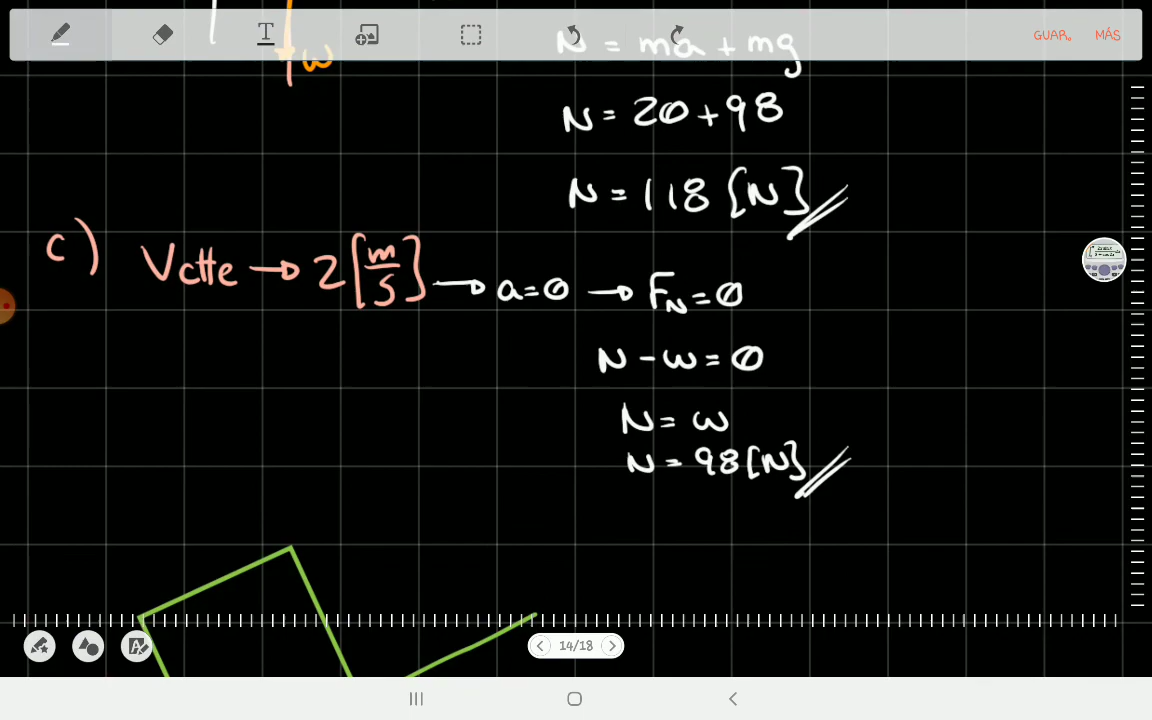 T
GUAR.
MÁS
w
N = ma + mg
N = 20 + 98
N = 118 [N]
c) Vctte → 2 [m/s] → a=0 → F_N=0
N - w = 0
N = w
N = 98 [N]
14/18